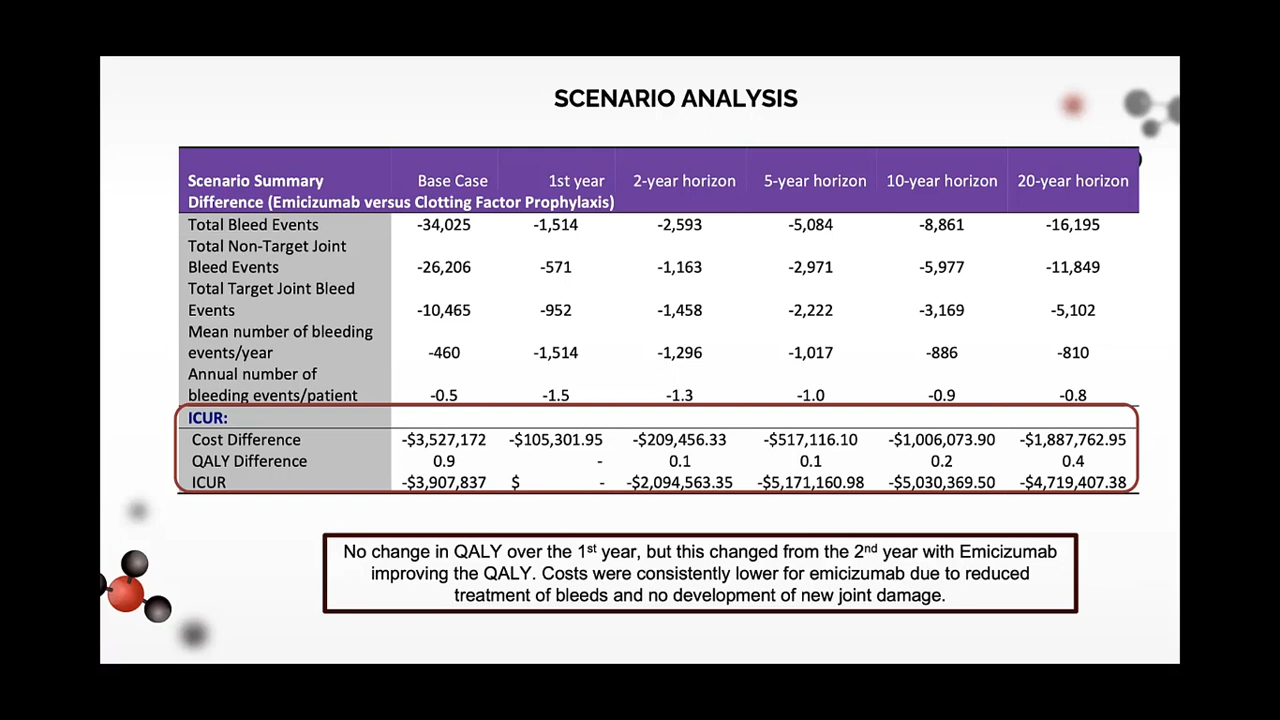 SCENARIO ANALYSIS
Scenario Summary Base Case 1st year 2-year horizon 5-year horizon 10-year horizon 20-year horizon
Difference (Emicizumab versus Clotting Factor Prophylaxis)
Total Bleed Events -34,025 -1,514 -2,593 -5,084 -8,861 -16,195
Total Non-Target Joint
Bleed Events -26,206 -571 -1,163 -2,971 -5,977 -11,849
Total Target Joint Bleed
Events -10,465 -952 -1,458 -2,222 -3,169 -5,102
Mean number of bleeding
events/year -460 -1,514 -1,296 -1,017 -886 -810
Annual number of
bleeding events/patient -0.5 -1.5 -1.3 -1.0 -0.9 -0.8
ICUR:
Cost Difference -$3,527,172 -$105,301.95 -$209,456.33 -$517,116.10 -$1,006,073.90 -$1,887,762.95
QALY Difference 0.9 - 0.1 0.1 0.2 0.4
ICUR -$3,907,837 $ - -$2,094,563.35 -$5,171,160.98 -$5,030,369.50 -$4,719,407.38
No change in QALY over the 1st year, but this changed from the 2nd year with Emicizumab
improving the QALY. Costs were consistently lower for emicizumab due to reduced
treatment of bleeds and no development of new joint damage.